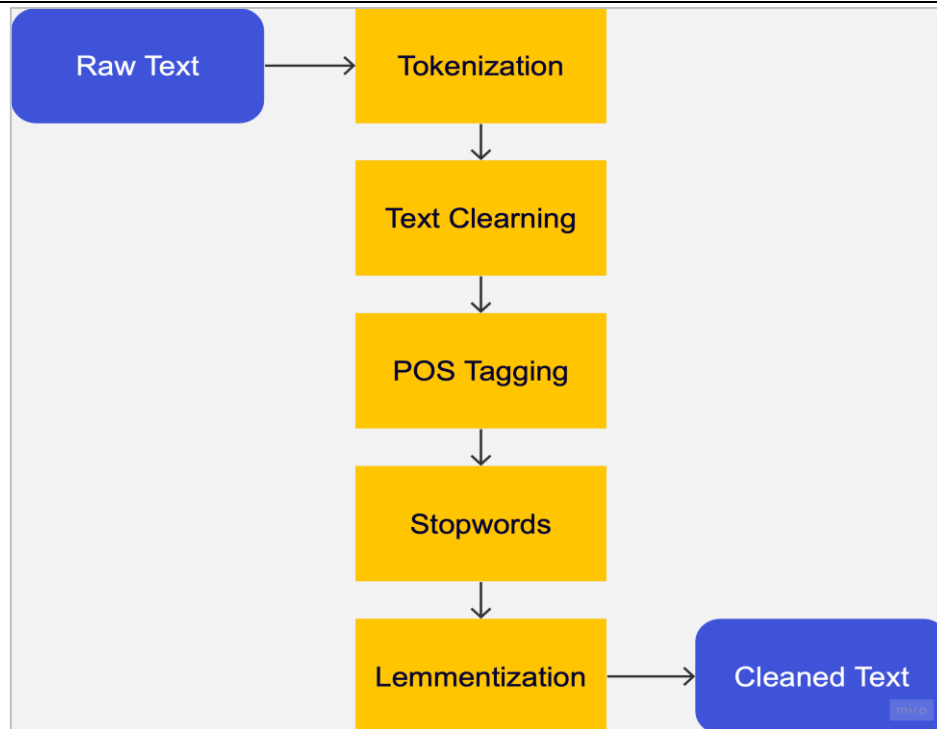 Raw Text
Tokenization
Text Clearning
POS Tagging
Stopwords
Lemmentization
Cleaned Text
miro